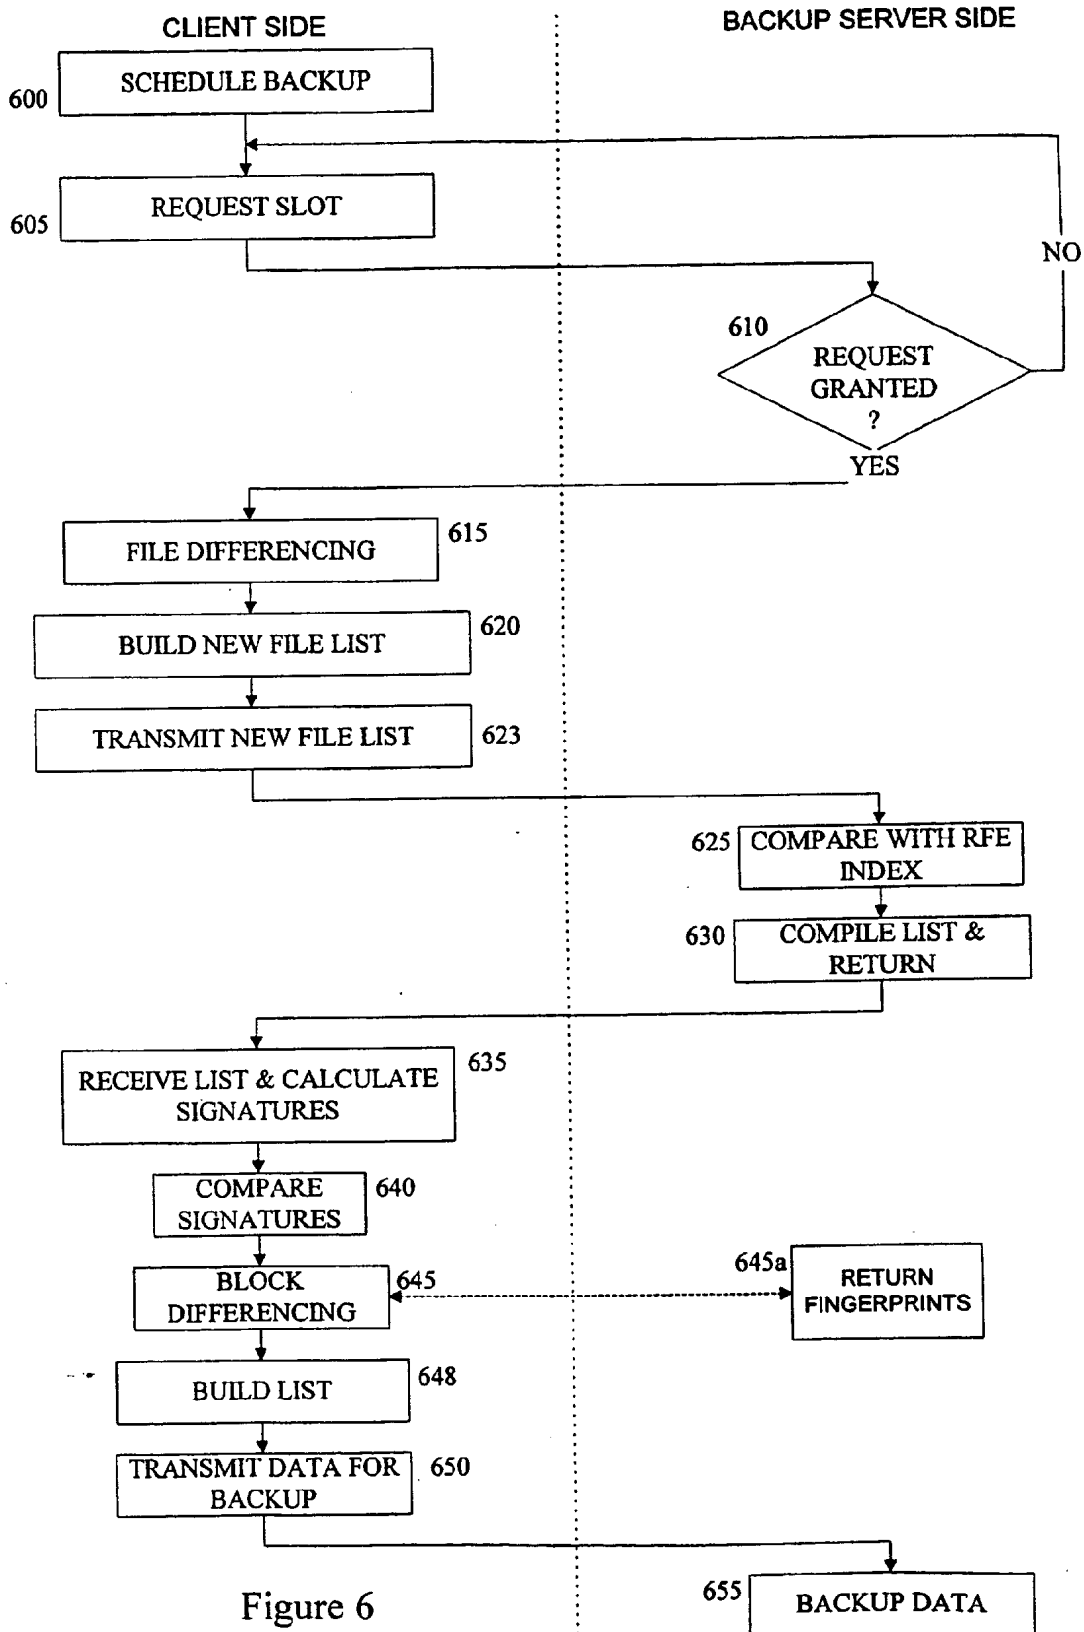 CLIENT SIDE
BACKUP SERVER SIDE
600
SCHEDULE BACKUP
605
REQUEST SLOT
NO
610
REQUEST
GRANTED
?
YES
FILE DIFFERENCING
615
BUILD NEW FILE LIST
620
TRANSMIT NEW FILE LIST
623
625
COMPARE WITH RFE
INDEX
630
COMPILE LIST &
RETURN
RECEIVE LIST & CALCULATE
SIGNATURES
635
COMPARE
SIGNATURES
640
BLOCK
DIFFERENCING
645
645a
RETURN
FINGERPRINTS
BUILD LIST
648
TRANSMIT DATA FOR
BACKUP
650
655
BACKUP DATA
Figure 6